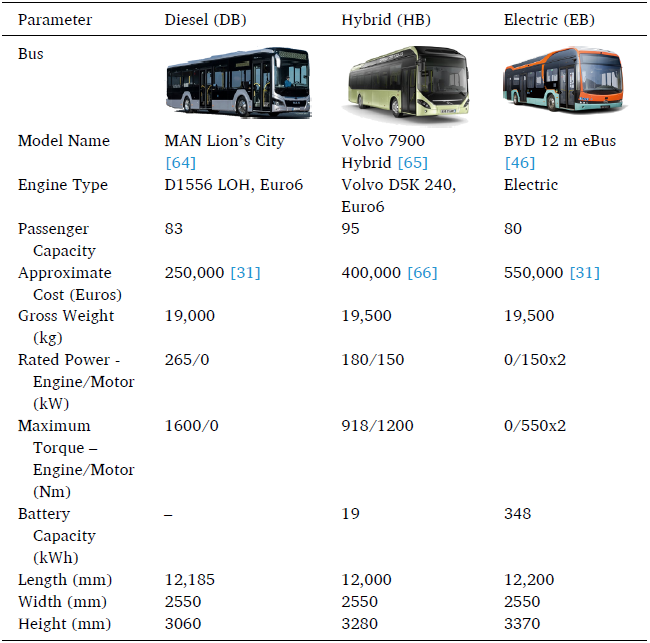 Parameter Diesel (DB) Hybrid (HB) Electric (EB)
Bus
Model Name MAN Lion's City Volvo 7900 BYD 12 m eBus
[64] Hybrid [65] [46]
Engine Type D1556 LOH, Euro6 Volvo D5K 240, Electric
Euro6
Passenger 83 95 80
Capacity
Approximate 250,000 [31] 400,000 [66] 550,000 [31]
Cost (Euros)
Gross Weight 19,000 19,500 19,500
(kg)
Rated Power - 265/0 180/150 0/150x2
Engine/Motor
(kW)
Maximum 1600/0 918/1200 0/550x2
Torque –
Engine/Motor
(Nm)
Battery – 19 348
Capacity
(kWh)
Length (mm) 12,185 12,000 12,200
Width (mm) 2550 2550 2550
Height (mm) 3060 3280 3370